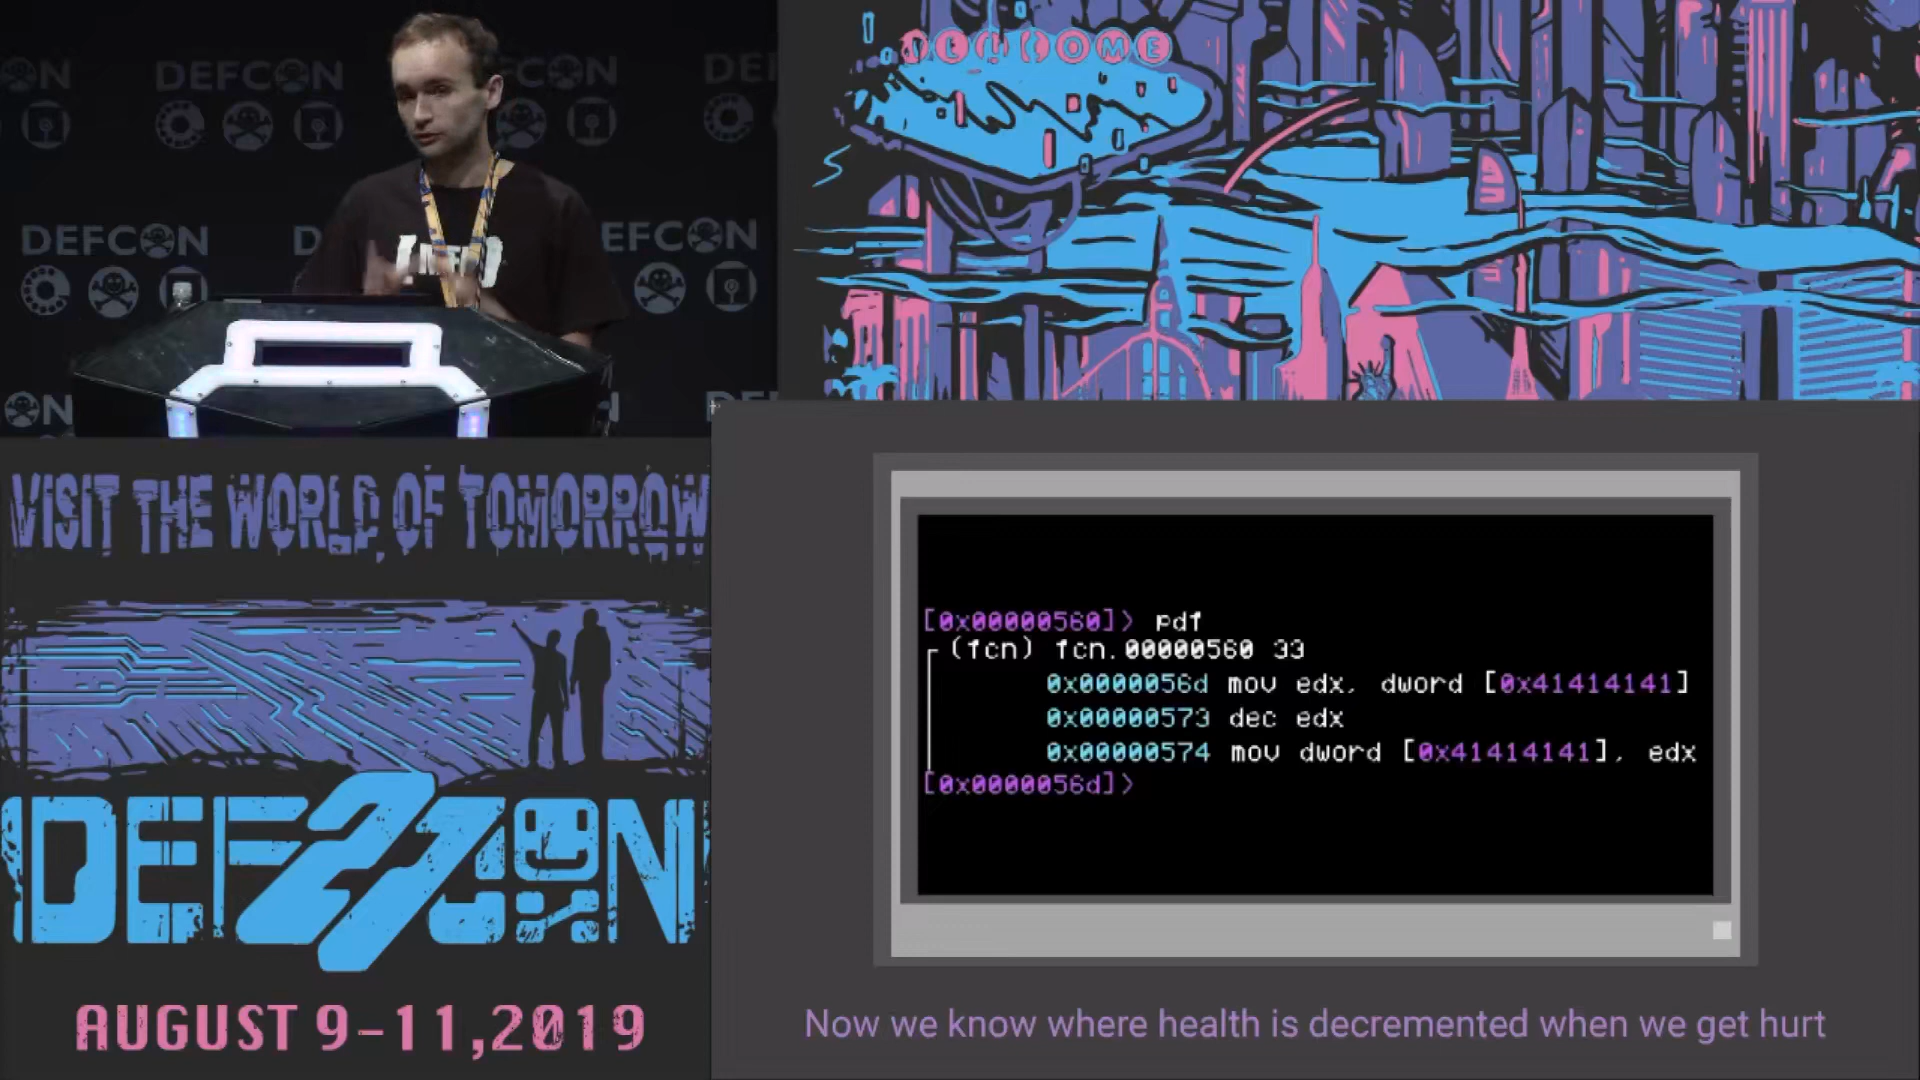 WELCOME
DEFCON
DEFCON
DEFCON
DEFCON
VISIT THE WORLD OF TOMORROW
DEFCON
27
AUGUST 9-11,2019
[0x00000560]> pdf
(fcn) fcn.00000560 33
0x0000056d mov edx, dword [0x41414141]
0x00000573 dec edx
0x00000574 mov dword [0x41414141], edx
[0x0000056d]>
Now we know where health is decremented when we get hurt